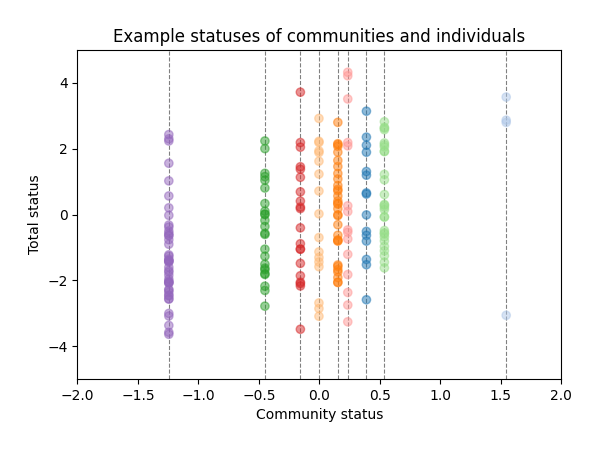 Example statuses of communities and individuals
Total status
4
2
0
−2
−4
−2.0 −1.5 −1.0 −0.5 0.0 0.5 1.0 1.5 2.0
Community status